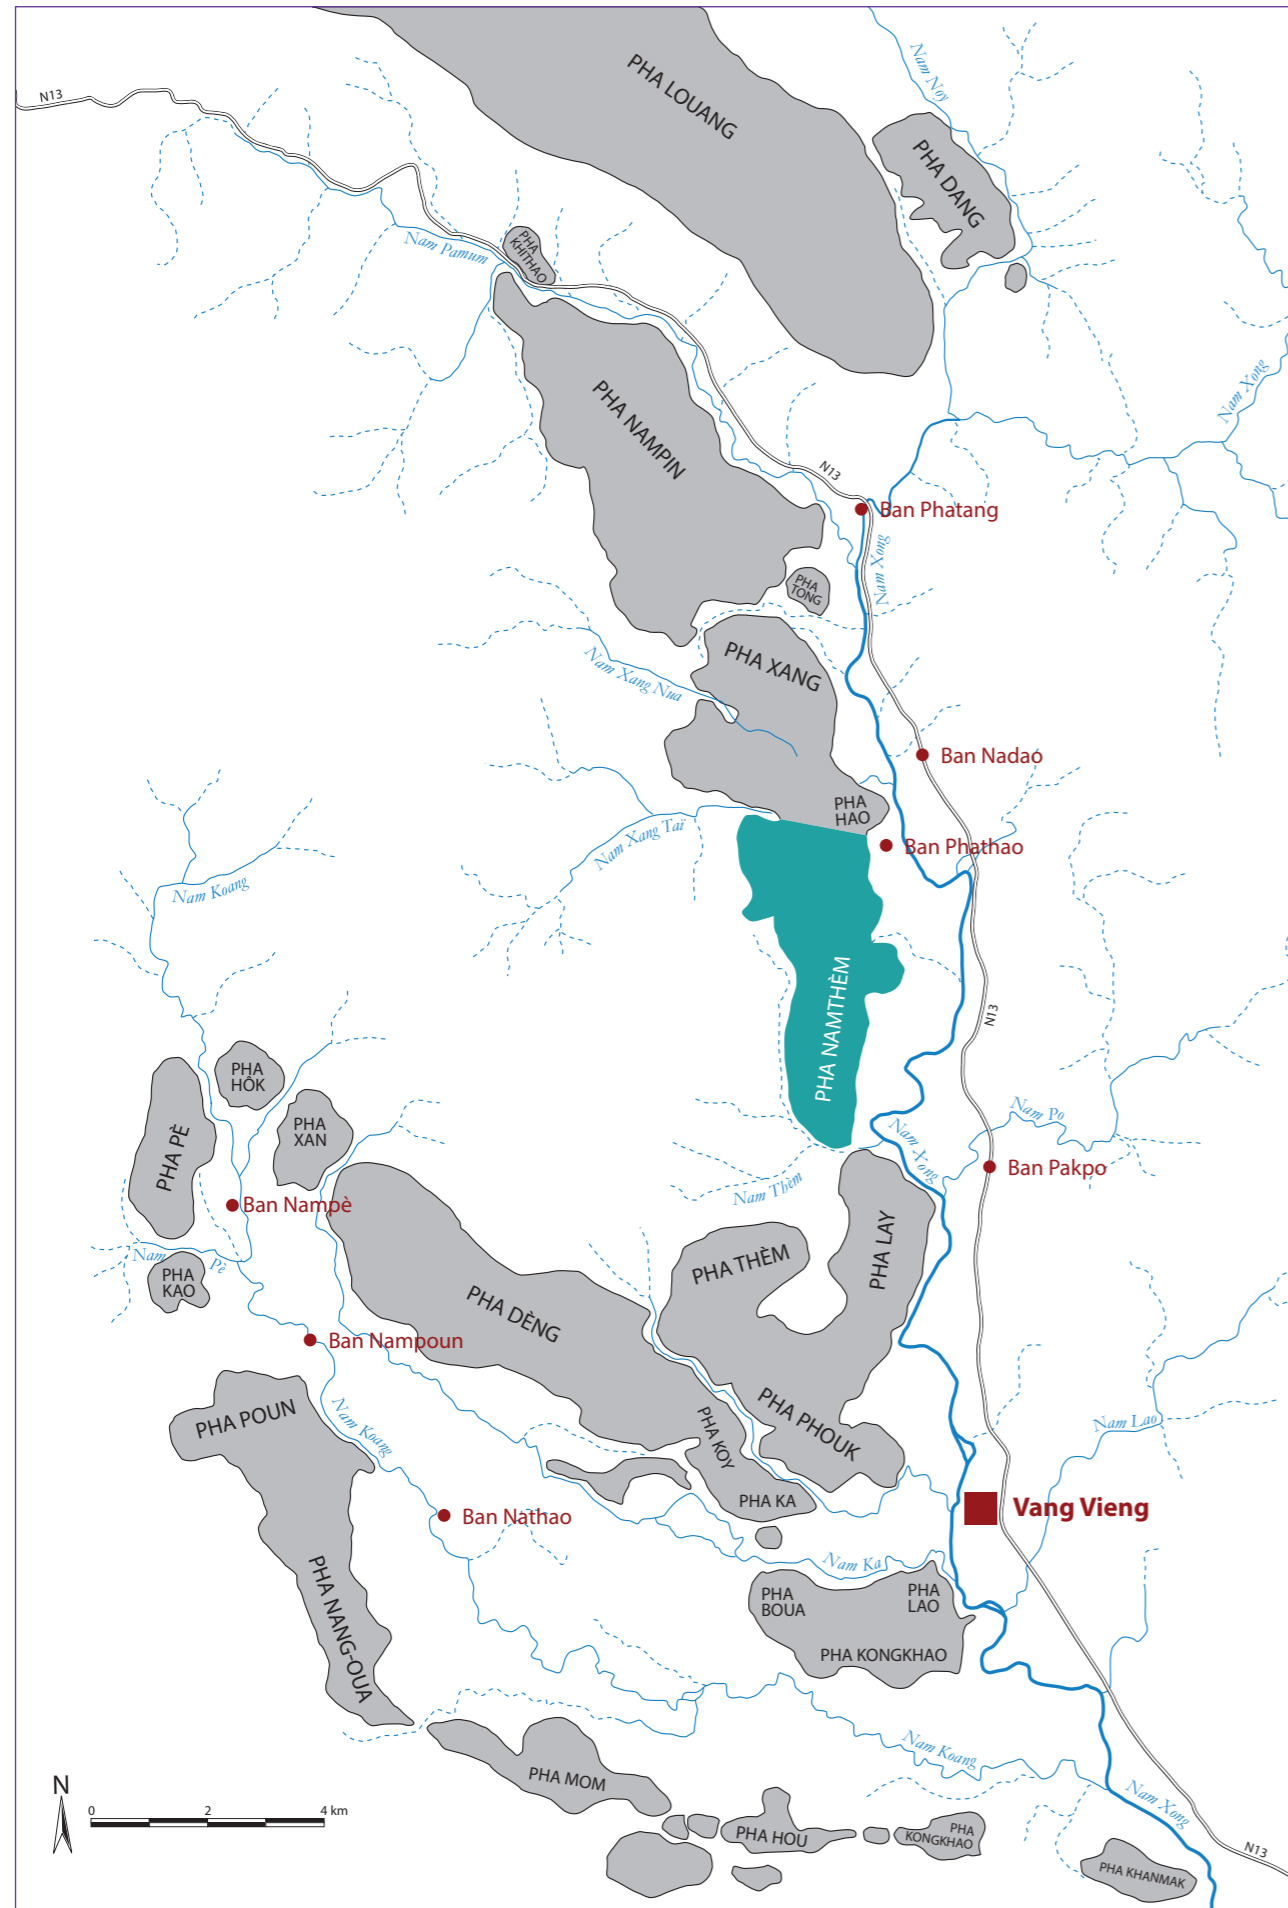 N13
PHA LOUANG
Nam Noy
PHA DANG
Nam Pamum
PHA
KHITHAO
PHA NAMPIN
Nam Xong
N13
Ban Phatang
Nam Xong
PHA
TONG
PHA XANG
Nam Xang Nua
Ban Nadao
PHA
HAO
Ban Phathao
Nam Xang Taï
Nam Koang
PHA NAMTHÈM
N13
PHA
HÔK
PHA
XAN
PHA PÈ
Nam Po
Nam Xong
Ban Pakpo
Nam Thèm
Ban Nampè
Nam Pè
PHA
KAO
PHA THÈM
PHA LAY
PHA DÈNG
Ban Nampoun
PHA POUN
Nam Koang
PHA KOY
PHA PHOUK
Nam Lao
PHA KA
Vang Vieng
Ban Nathao
Nam Ka
PHA
BOUA
PHA
LAO
PHA KONGKHAO
PHA NANG-OUA
Nam Koang
PHA MOM
N
0 2 4 km
Nam Xong
PHA HOU
PHA
KONGKHAO
N13
PHA KHANMAK